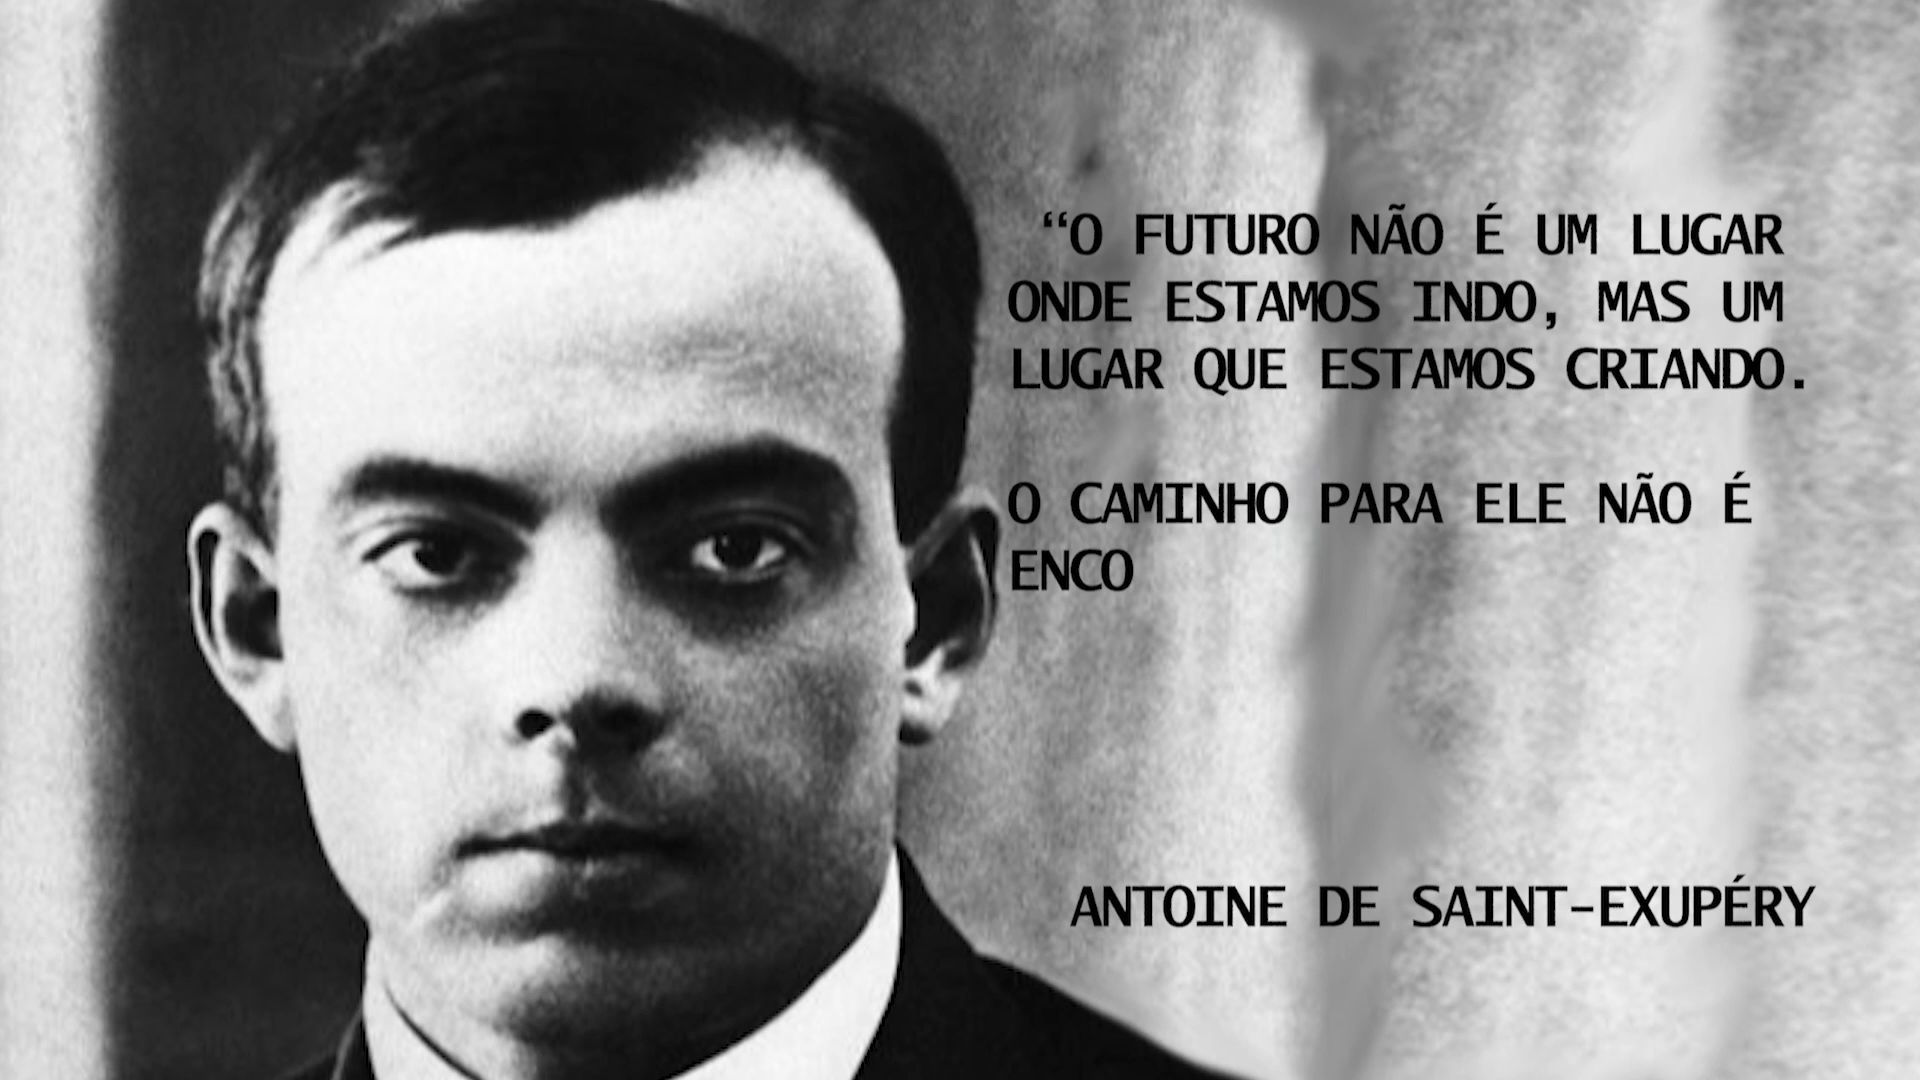 “O FUTURO NÃO É UM LUGAR
ONDE ESTAMOS INDO, MAS UM
LUGAR QUE ESTAMOS CRIANDO.
O CAMINHO PARA ELE NÃO É
ENCO
ANTOINE DE SAINT-EXUPÉRY